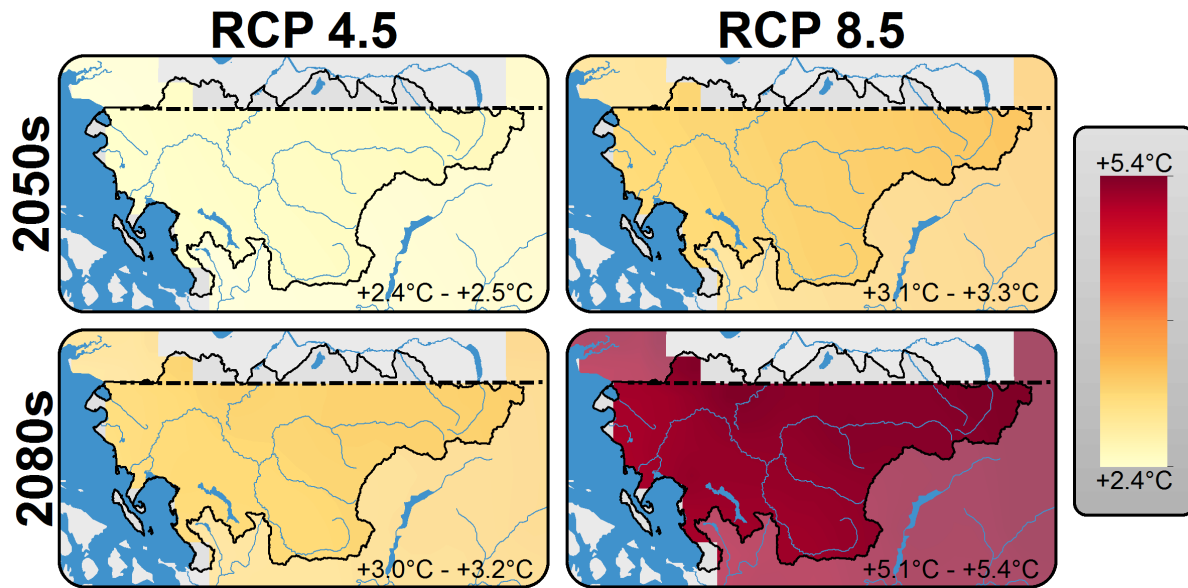 RCP 4.5
RCP 8.5
2050s
+2.4°C - +2.5°C
+3.1°C - +3.3°C
+5.4°C
+2.4°C
2080s
+3.0°C - +3.2°C
+5.1°C - +5.4°C